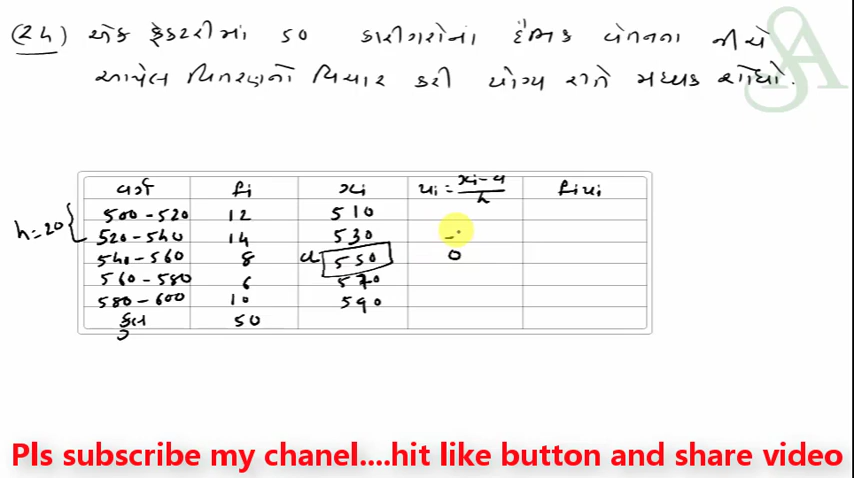 (24) એક ફેક્ટરીમાં 50 કારીગરોના દૈનિક વેતનના નીચે
આપેલ વિતરણનો વિચાર કરી યોગ્ય રીતે મધ્યક શોધો.
SA
વર્ગ fi xi ui = xi-a/h fiui
h=20 { 500-520 12 510
520-540 14 530 -
540-560 8 a 550 0
560-580 6 570
580-600 10 590
કુલ 50
Pls subscribe my chanel....hit like button and share video